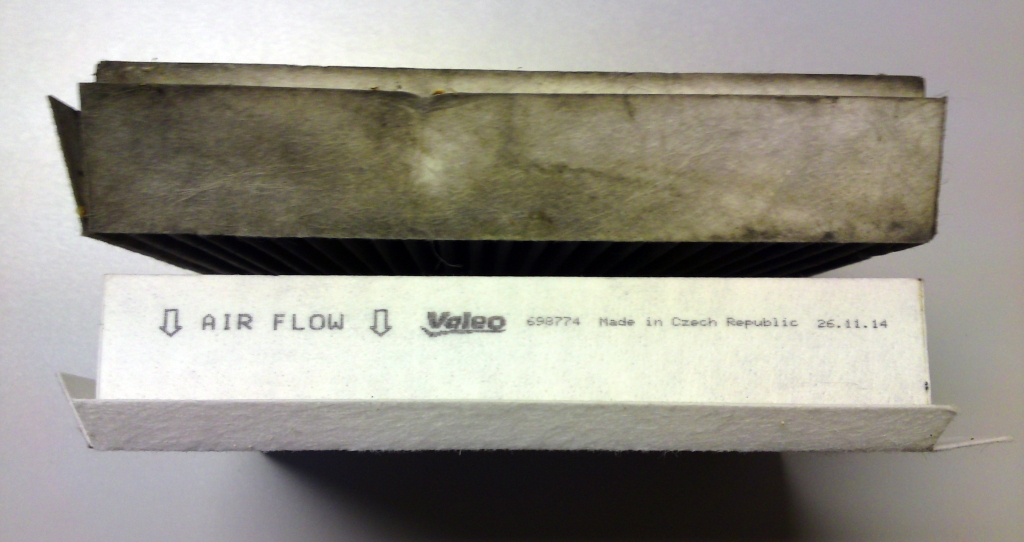 ⇩ AIR FLOW ⇩ Valeo 698774 Made in Czech Republic 26.11.14